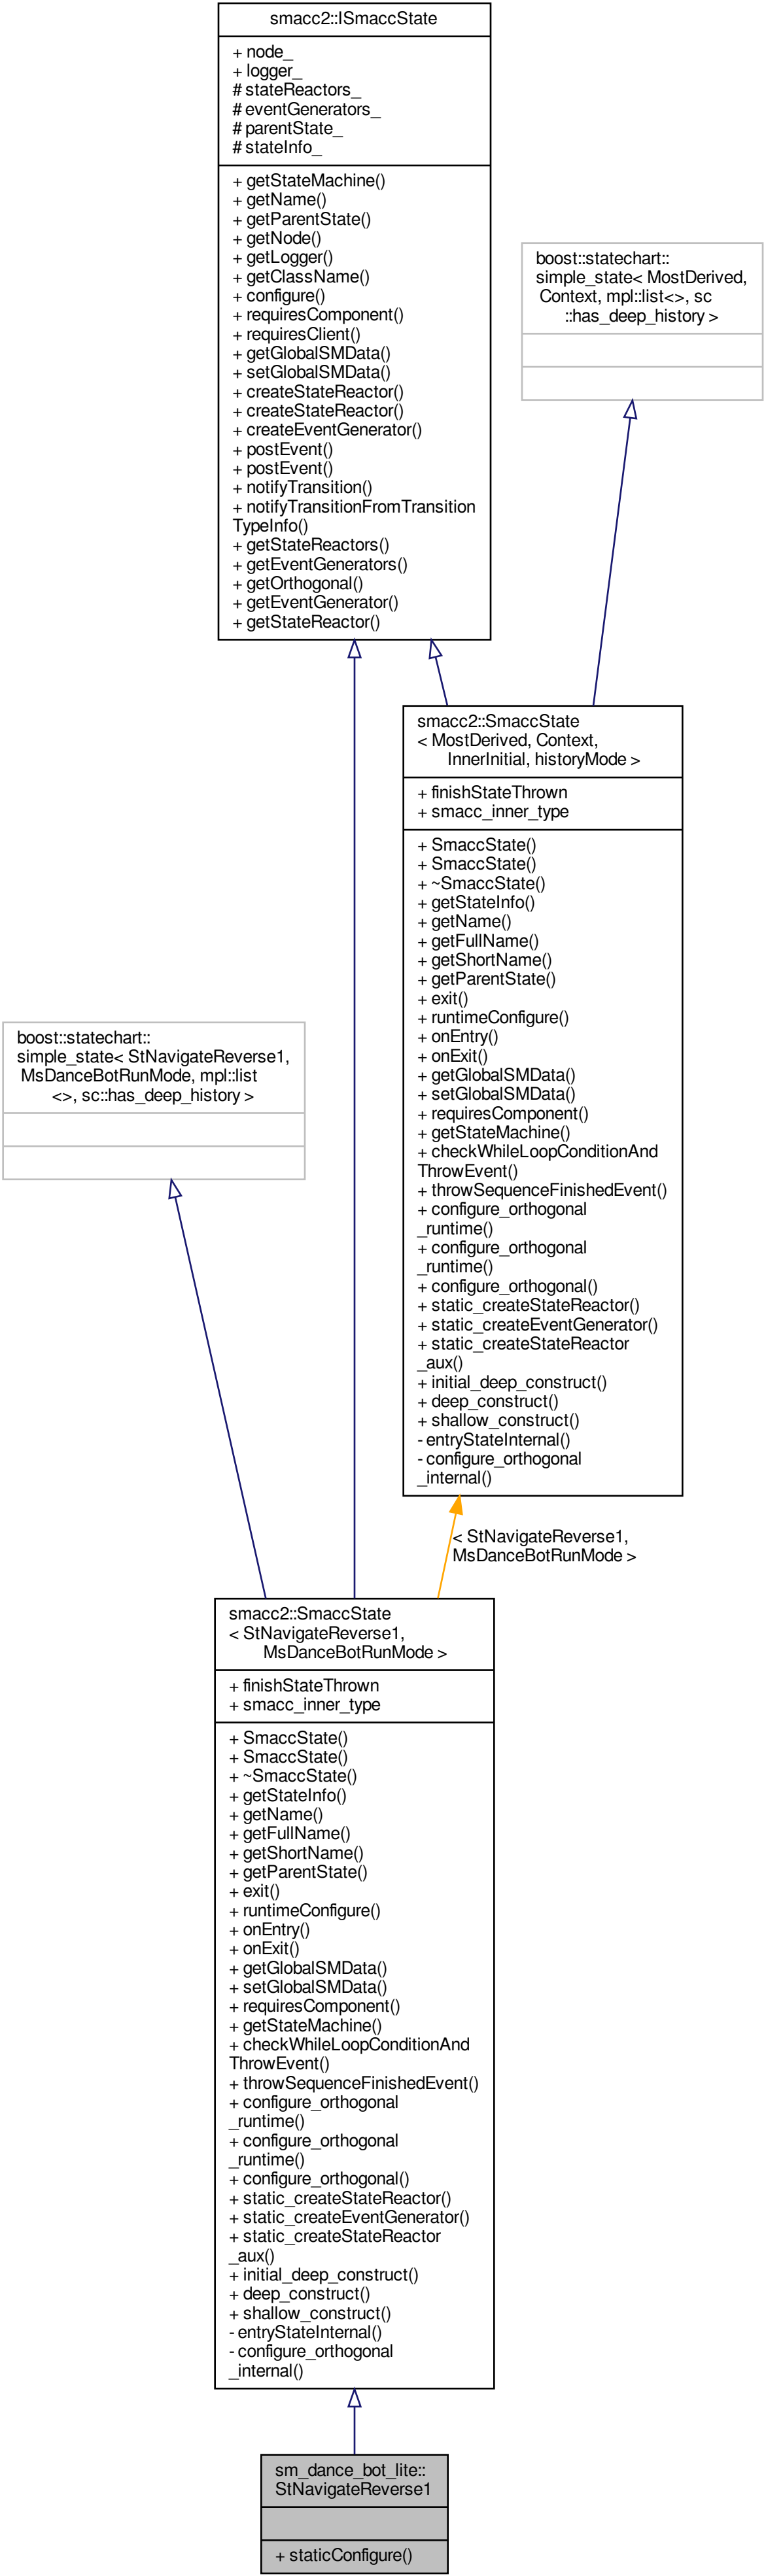 smacc2::ISmaccState
+ node_
+ logger_
# stateReactors_
# eventGenerators_
# parentState_
# stateInfo_
+ getStateMachine()
+ getName()
+ getParentState()
+ getNode()
+ getLogger()
+ getClassName()
+ configure()
+ requiresComponent()
+ requiresClient()
+ getGlobalSMData()
+ setGlobalSMData()
+ createStateReactor()
+ createStateReactor()
+ createEventGenerator()
+ postEvent()
+ postEvent()
+ notifyTransition()
+ notifyTransitionFromTransition
TypeInfo()
+ getStateReactors()
+ getEventGenerators()
+ getOrthogonal()
+ getEventGenerator()
+ getStateReactor()
boost::statechart::
simple_state< MostDerived,
Context, mpl::list<>, sc
::has_deep_history >
smacc2::SmaccState
< MostDerived, Context,
InnerInitial, historyMode >
+ finishStateThrown
+ smacc_inner_type
+ SmaccState()
+ SmaccState()
+ ~SmaccState()
+ getStateInfo()
+ getName()
+ getFullName()
+ getShortName()
+ getParentState()
+ exit()
+ runtimeConfigure()
+ onEntry()
+ onExit()
+ getGlobalSMData()
+ setGlobalSMData()
+ requiresComponent()
+ getStateMachine()
+ checkWhileLoopConditionAnd
ThrowEvent()
+ throwSequenceFinishedEvent()
+ configure_orthogonal
_runtime()
+ configure_orthogonal
_runtime()
+ configure_orthogonal()
+ static_createStateReactor()
+ static_createEventGenerator()
+ static_createStateReactor
_aux()
+ initial_deep_construct()
+ deep_construct()
+ shallow_construct()
- entryStateInternal()
- configure_orthogonal
_internal()
boost::statechart::
simple_state< StNavigateReverse1,
MsDanceBotRunMode, mpl::list
<>, sc::has_deep_history >
< StNavigateReverse1,
MsDanceBotRunMode >
smacc2::SmaccState
< StNavigateReverse1,
MsDanceBotRunMode >
+ finishStateThrown
+ smacc_inner_type
+ SmaccState()
+ SmaccState()
+ ~SmaccState()
+ getStateInfo()
+ getName()
+ getFullName()
+ getShortName()
+ getParentState()
+ exit()
+ runtimeConfigure()
+ onEntry()
+ onExit()
+ getGlobalSMData()
+ setGlobalSMData()
+ requiresComponent()
+ getStateMachine()
+ checkWhileLoopConditionAnd
ThrowEvent()
+ throwSequenceFinishedEvent()
+ configure_orthogonal
_runtime()
+ configure_orthogonal
_runtime()
+ configure_orthogonal()
+ static_createStateReactor()
+ static_createEventGenerator()
+ static_createStateReactor
_aux()
+ initial_deep_construct()
+ deep_construct()
+ shallow_construct()
- entryStateInternal()
- configure_orthogonal
_internal()
sm_dance_bot_lite::
StNavigateReverse1
+ staticConfigure()